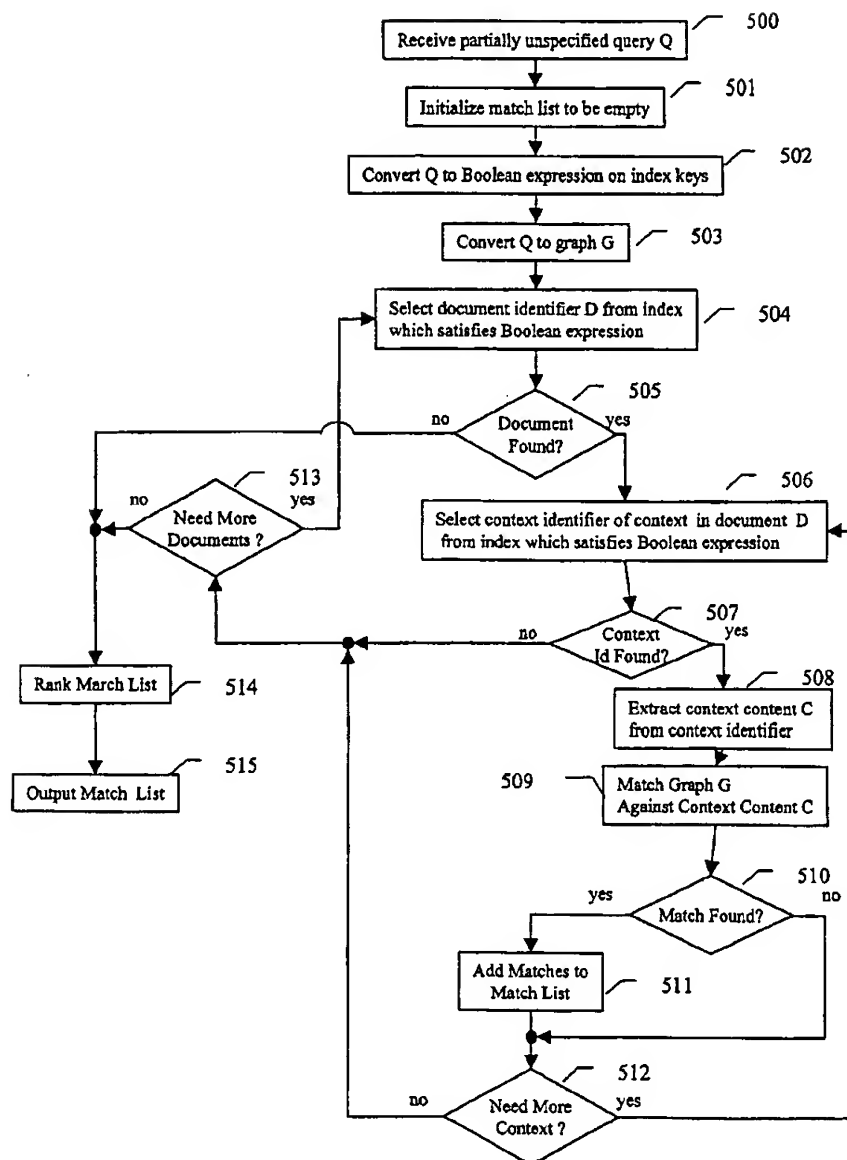 500
Receive partially unspecified query Q
501
Initialize match list to be empty
502
Convert Q to Boolean expression on index keys
503
Convert Q to graph G
Select document identifier D from index
which satisfies Boolean expression
504
505
no
Document
Found?
yes
513
no
Need More
Documents ?
yes
506
Select context identifier of context in document D
from index which satisfies Boolean expression
507
no
Context
Id Found?
yes
508
Rank March List
514
Extract context content C
from context identifier
515
Output Match List
509
Match Graph G
Against Context Content C
510
yes
Match Found?
no
Add Matches to
Match List
511
512
no
Need More
Context ?
yes